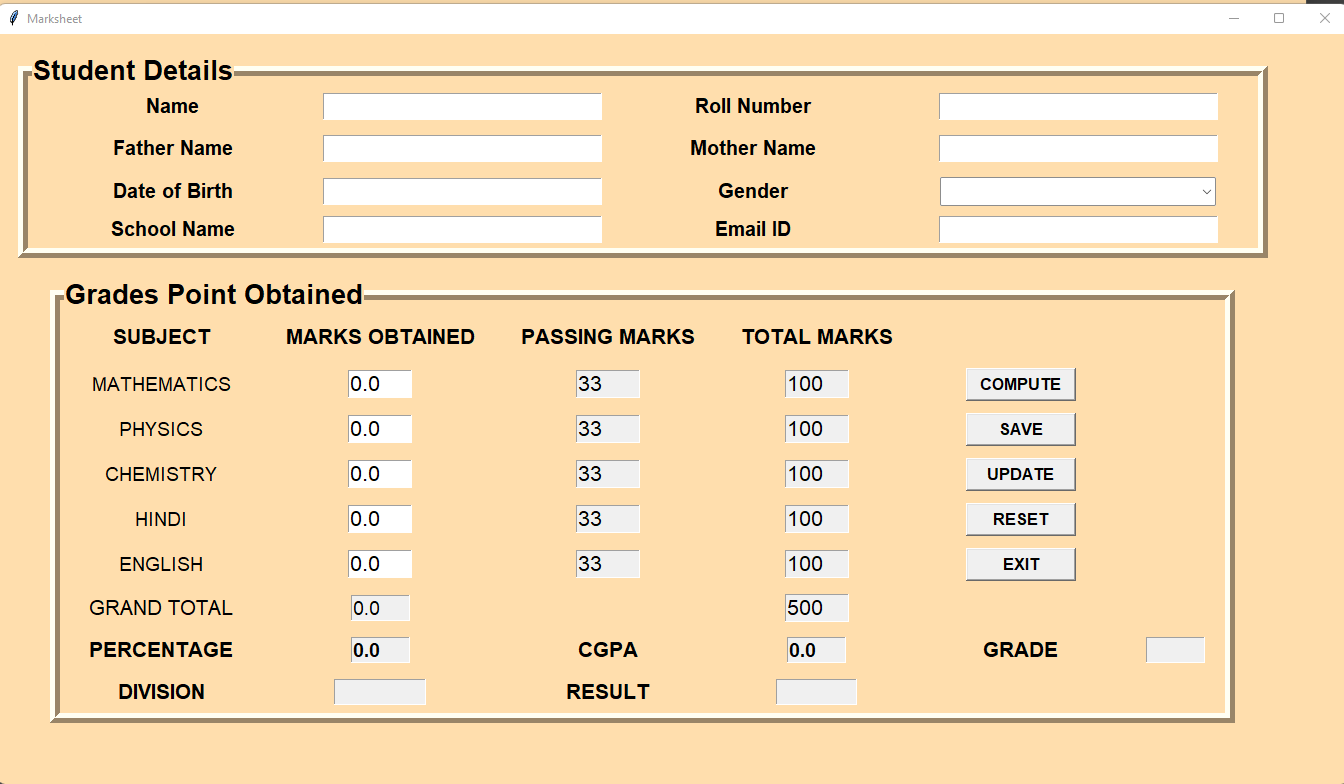 Marksheet
Student Details
Name Roll Number
Father Name Mother Name
Date of Birth Gender
School Name Email ID
Grades Point Obtained
SUBJECT MARKS OBTAINED PASSING MARKS TOTAL MARKS
MATHEMATICS 0.0 33 100 COMPUTE
PHYSICS 0.0 33 100 SAVE
CHEMISTRY 0.0 33 100 UPDATE
HINDI 0.0 33 100 RESET
ENGLISH 0.0 33 100 EXIT
GRAND TOTAL 0.0 500
PERCENTAGE 0.0 CGPA 0.0 GRADE
DIVISION RESULT